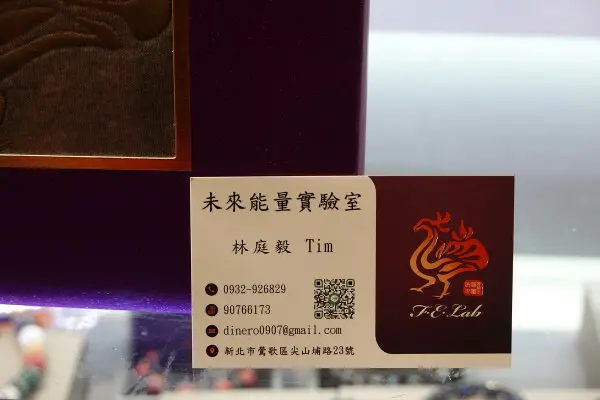 未來能量實驗室
林庭毅 Tim
0932-926829
90766173
dinero0907@gmail.com
新北市鶯歌區尖山埔路23號
F.E.Lab